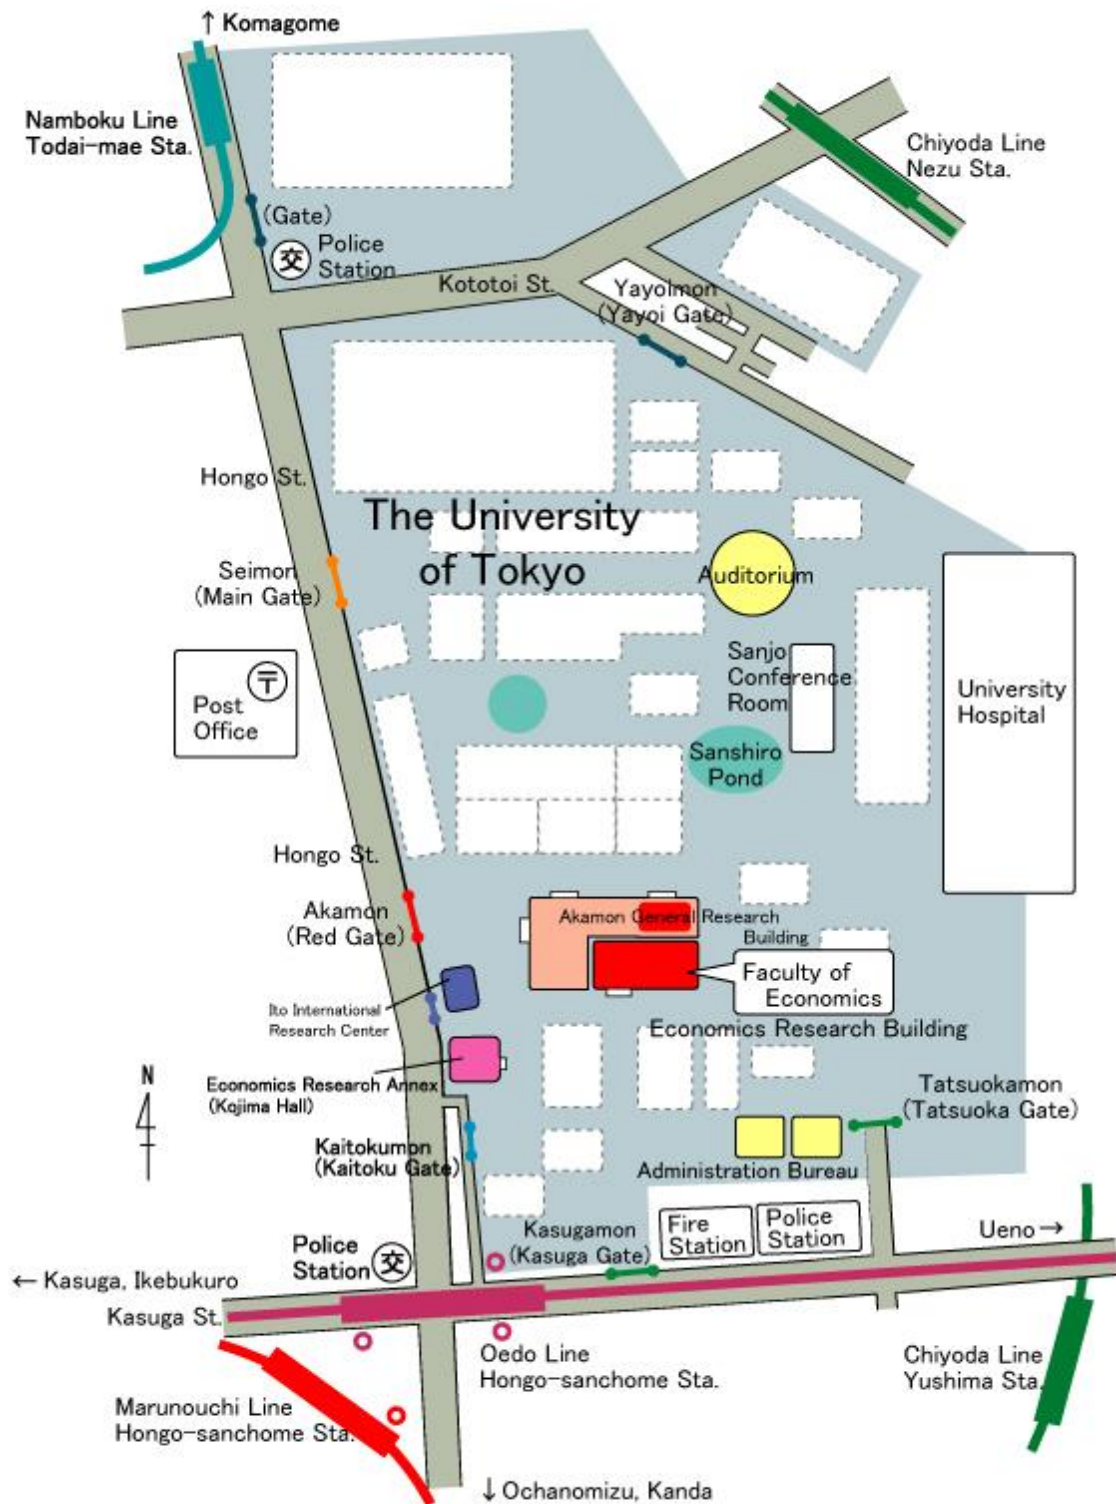 ↑ Komagome
Namboku Line
Todai-mae Sta.
Chiyoda Line
Nezu Sta.
(Gate)
交
Police
Station
Kototoi St.
YayoImon
(Yayoi Gate)
Hongo St.
The University
of Tokyo
Seimon
(Main Gate)
Auditorium
〒
Post
Office
Sanjo
Conference
Room
University
Hospital
Sanshiro
Pond
Hongo St.
Akamon
(Red Gate)
Akamon General Research
Building
Faculty of
Economics
Ito International
Research Center
Economics Research Building
N
Economics Research Annex
(Kojima Hall)
Tatsuokamon
(Tatsuoka Gate)
Kaitokumon
(Kaitoku Gate)
Administration Bureau
Police
Station
交
Kasugamon
(Kasuga Gate)
Fire
Station
Police
Station
Ueno →
← Kasuga, Ikebukuro
Kasuga St.
Oedo Line
Hongo-sanchome Sta.
Chiyoda Line
Yushima Sta.
Marunouchi Line
Hongo-sanchome Sta.
↓ Ochanomizu, Kanda